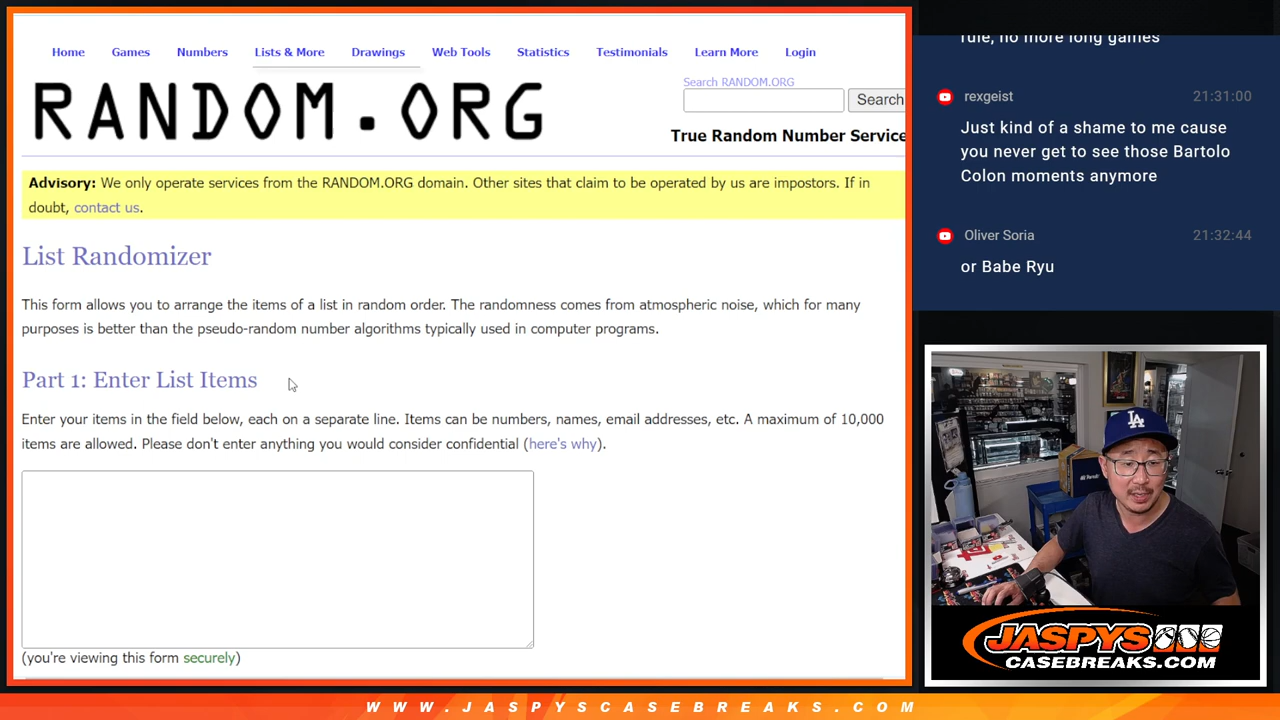 Home Games Numbers Lists & More Drawings Web Tools Statistics Testimonials Learn More Login
RANDOM.ORG
Search RANDOM.ORG
Search
True Random Number Service
Advisory: We only operate services from the RANDOM.ORG domain. Other sites that claim to be operated by us are impostors. If in
doubt, contact us.
List Randomizer
This form allows you to arrange the items of a list in random order. The randomness comes from atmospheric noise, which for many
purposes is better than the pseudo-random number algorithms typically used in computer programs.
Part 1: Enter List Items
Enter your items in the field below, each on a separate line. Items can be numbers, names, email addresses, etc. A maximum of 10,000
items are allowed. Please don't enter anything you would consider confidential (here's why).
(you're viewing this form securely)
rule, no more long games
rexgeist 21:31:00
Just kind of a shame to me cause
you never get to see those Bartolo
Colon moments anymore
Oliver Soria 21:32:44
or Babe Ryu
LA
JASPYS
CASEBREAKS.COM
WWW.JASPYSCASEBREAKS.COM